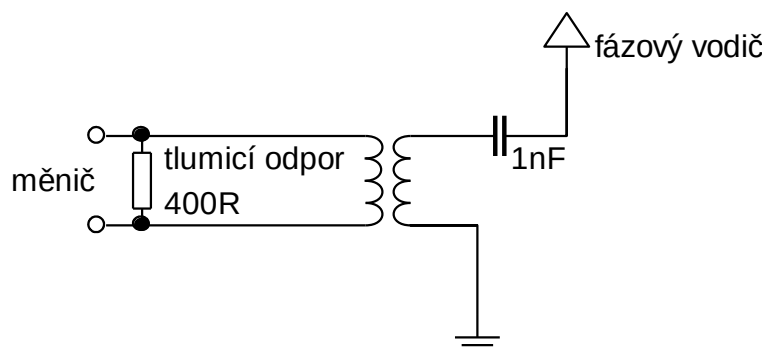 fázový vodič
tlumicí odpor
měnič
1nF
400R